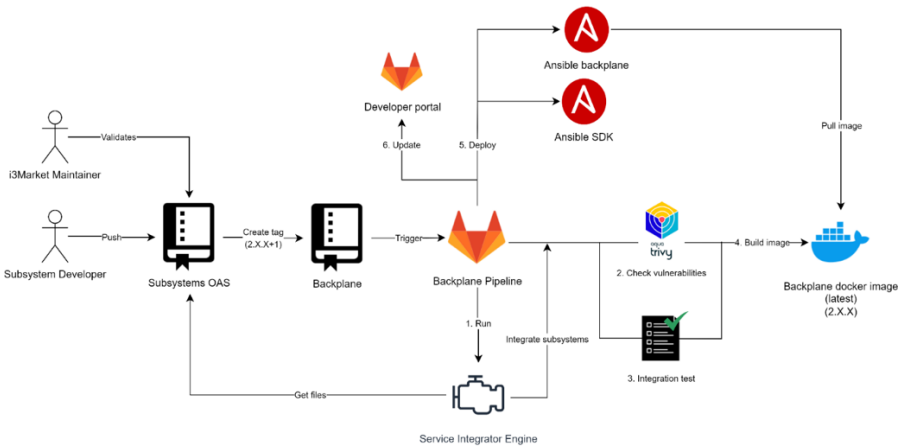 Ansible backplane
Developer portal
Ansible SDK
Pull image
Validates
6. Update
5. Deploy
i3Market Maintainer
Create tag
(2.X.X+1)
Push
Trigger
aqua
trivy
4. Build image
Subsystem Developer
Subsystems OAS
Backplane
Backplane Pipeline
2. Check vulnerabilities
Backplane docker image
(latest)
(2.X.X)
1. Run
Integrate subsystems
3. Integration test
Get files
Service Integrator Engine